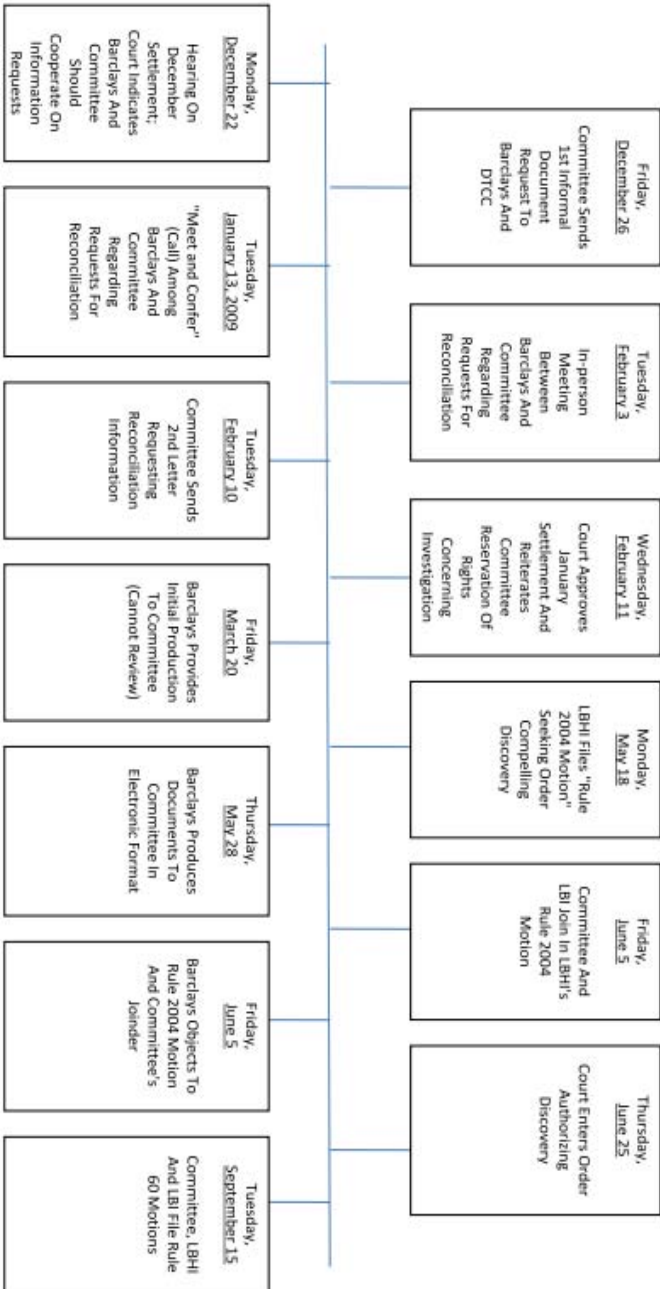 Friday,
December 26
Committee Sends
1st Informal
Document
Request To
Barclays And
DTCC
Tuesday,
February 3
In-person
Meeting
Between
Barclays And
Committee
Regarding
Requests For
Reconciliation
Wednesday,
February 11
Court Approves
January
Settlement And
Reiterates
Committee
Reservation Of
Rights
Concerning
Investigation
Monday,
May 18
LBHI Files "Rule
2004 Motion"
Seeking Order
Compelling
Discovery
Friday,
June 5
Committee And
LBI Join In LBHI's
Rule 2004
Motion
Thursday,
June 25
Court Enters Order
Authorizing
Discovery
Monday,
December 22
Hearing On
December
Settlement;
Court Indicates
Barclays And
Committee
Should
Cooperate On
Information
Requests
Tuesday,
January 13, 2009
"Meet and Confer"
(Call) Among
Barclays And
Committee
Regarding
Requests For
Reconciliation
Tuesday,
February 10
Committee Sends
2nd Letter
Requesting
Reconciliation
Information
Friday,
March 20
Barclays Provides
Initial Production
To Committee
(Cannot Review)
Thursday,
May 28
Barclays Produces
Documents To
Committee In
Electronic Format
Friday,
June 5
Barclays Objects To
Rule 2004 Motion
And Committee's
Joinder
Tuesday,
September 15
Committee, LBHI
And LBI File Rule
60 Motions